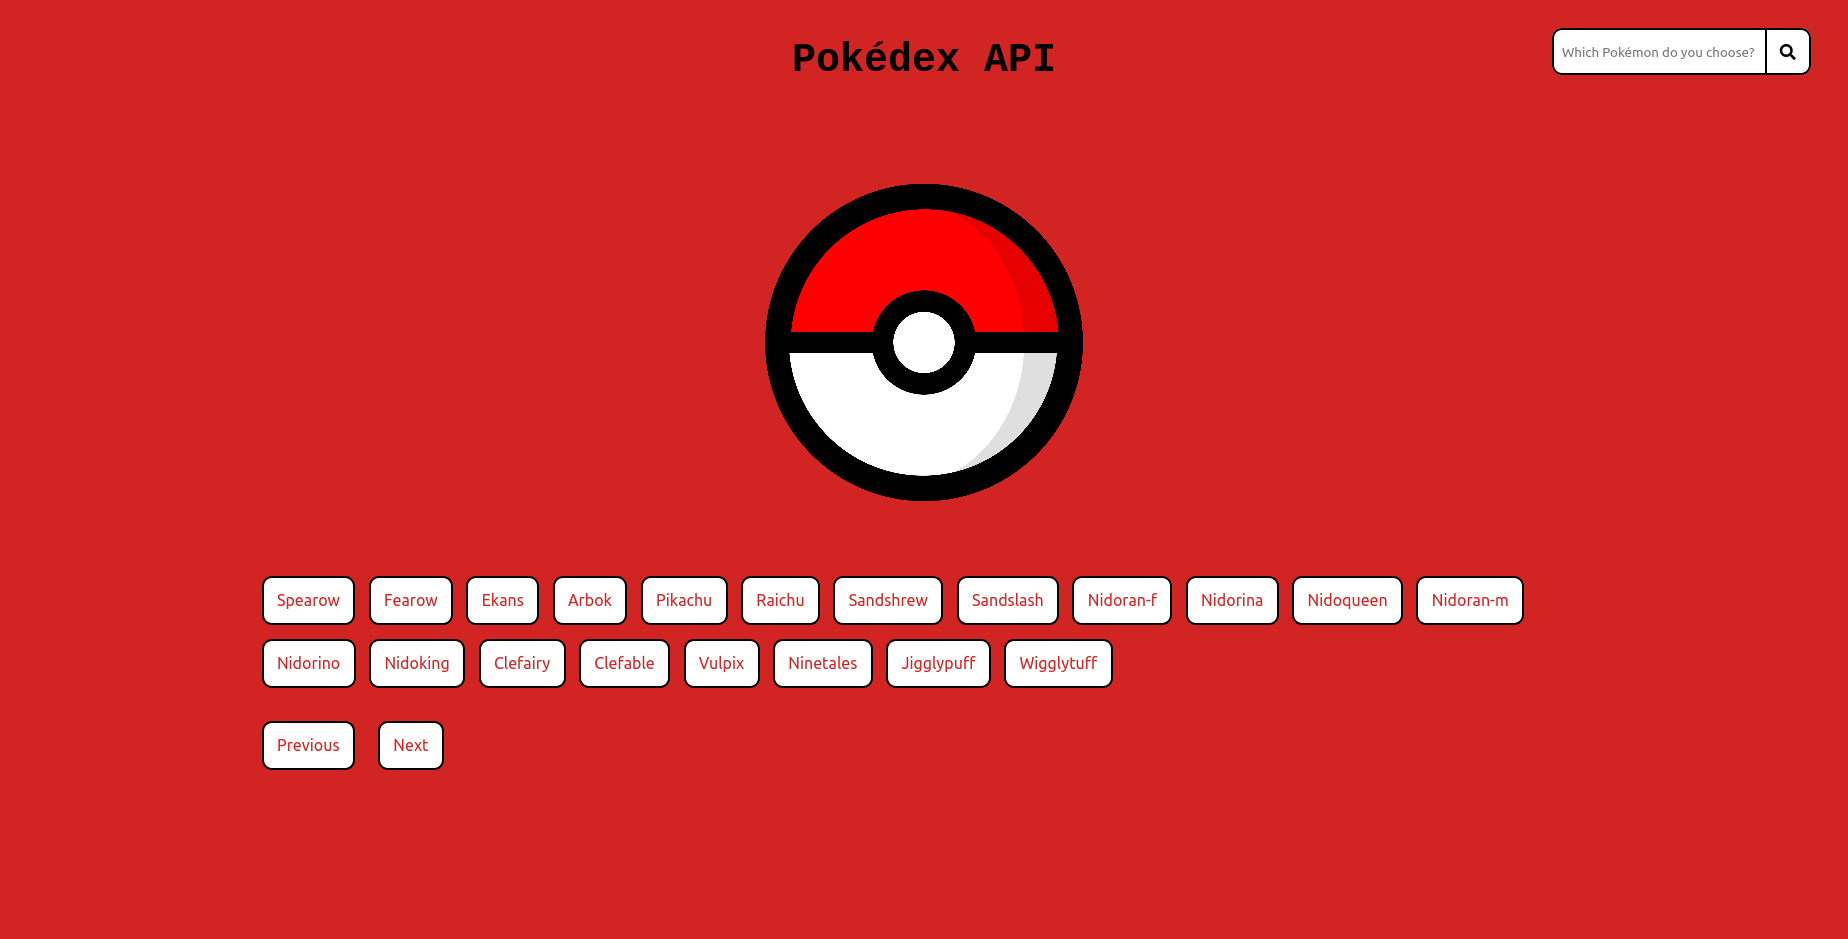 Pokédex API
Which Pokémon do you choose?
Spearow Fearow Ekans Arbok Pikachu Raichu Sandshrew Sandslash Nidoran-f Nidorina Nidoqueen Nidoran-m
Nidorino Nidoking Clefairy Clefable Vulpix Ninetales Jigglypuff Wigglytuff
Previous Next